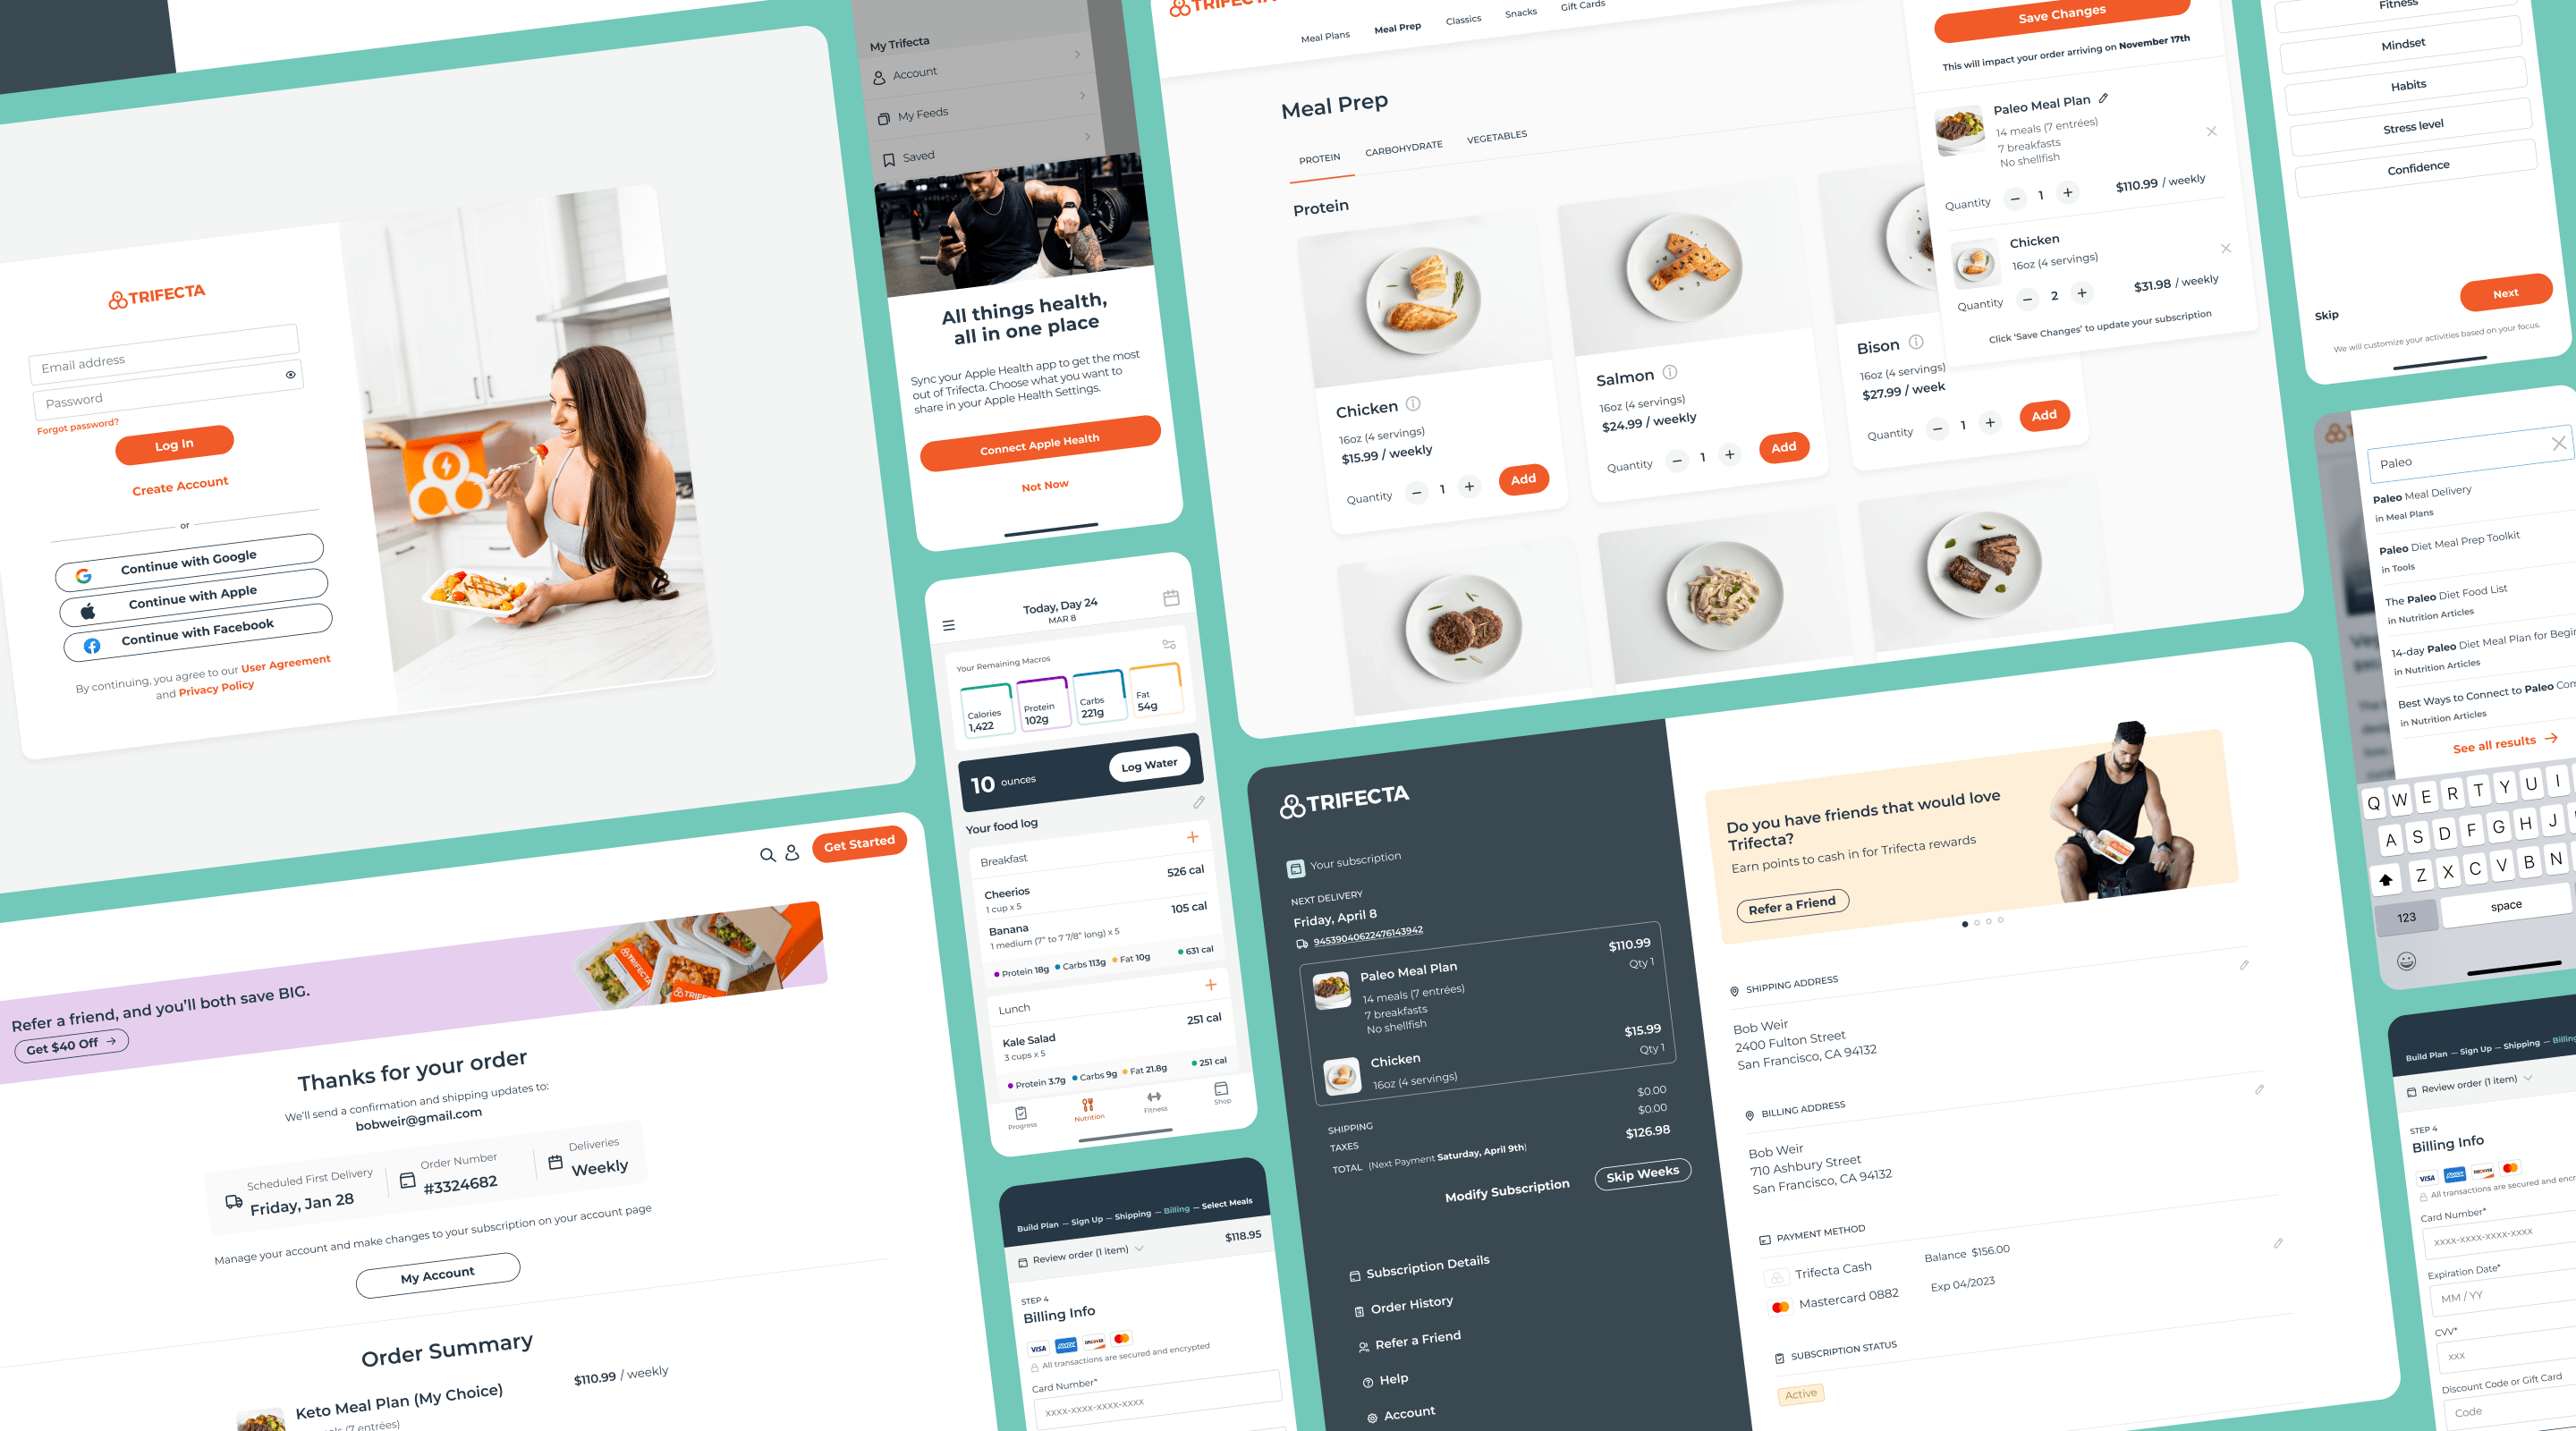 TRIFECTA
Email address
Password
Forgot password?
Log In
Create Account
or
Continue with Google
Continue with Apple
Continue with Facebook
By continuing, you agree to our User Agreement
and Privacy Policy
My Trifecta
Account
My Feeds
Saved
All things health,
all in one place
Sync your Apple Health app to get the most
out of Trifecta. Choose what you want to
share in your Apple Health Settings.
Connect Apple Health
Not Now
TRIFECTA
Meal Plans
Meal Prep
Classics
Snacks
Gift Cards
Meal Prep
PROTEIN
CARBOHYDRATE
VEGETABLES
Protein
Chicken
16oz (4 servings)
$15.99 / weekly
Quantity
1
Add
Salmon
16oz (4 servings)
$24.99 / weekly
Quantity
1
Add
Bison
16oz (4 servings)
$27.99 / week
Quantity
1
Add
Save Changes
This will impact your order arriving on November 17th
Paleo Meal Plan
14 meals (7 entrées)
7 breakfasts
No shellfish
Quantity
1
$110.99 / weekly
Chicken
16oz (4 servings)
Quantity
2
$31.98 / weekly
Click 'Save Changes' to update your subscription
Fitness
Mindset
Habits
Stress level
Confidence
Skip
Next
We will customize your activities based on your focus.
Paleo
Paleo Meal Delivery
in Meal Plans
Paleo Diet Meal Prep Toolkit
in Tools
The Paleo Diet Food List
in Nutrition Articles
14-day Paleo Diet Meal Plan for
in Nutrition Articles
Best Ways to Connect to Paleo
in Nutrition Articles
See all results
Q W E R T Y U I
A S D F G H J
Z X C V B N
123
space
Today, Day 24
MAR 8
Your Remaining Macros
Calories
1,422
Protein
102g
Carbs
221g
Fat
54g
10 ounces
Log Water
Your food log
Breakfast
Cheerios
526 cal
1 cup x 5
Banana
105 cal
1 medium (7" to 7 7/8" long) x 5
Protein 18g Carbs 113g Fat 10g 631 cal
Lunch
Kale Salad
251 cal
3 cups x 5
Protein 3.7g Carbs 9g Fat 21.8g 251 cal
Progress
Nutrition
Fitness
Shop
Get Started
Refer a friend, and you'll both save BIG.
Get $40 Off
TRIFECTA
Thanks for your order
We'll send a confirmation and shipping updates to:
bobweir@gmail.com
Scheduled First Delivery
Friday, Jan 28
Order Number
#3324682
Deliveries
Weekly
Manage your account and make changes to your subscription on your account page
My Account
Order Summary
Keto Meal Plan (My Choice)
$110.99 / weekly
(7 entrées)
Build Plan — Sign Up — Shipping — Billing — Select Meals
Review order (1 item)
$118.95
STEP 4
Billing Info
VISA
DISCOVER
All transactions are secured and encrypted
Card Number*
xxxx-xxxx-xxxx-xxxx
TRIFECTA
Your subscription
NEXT DELIVERY
Friday, April 8
94539040622476143942
Paleo Meal Plan
$110.99
14 meals (7 entrées)
Qty 1
7 breakfasts
No shellfish
Chicken
$15.99
16oz (4 servings)
Qty 1
SHIPPING
$0.00
TAXES
$0.00
TOTAL (Next Payment Saturday, April 9th)
$126.98
Modify Subscription
Skip Weeks
Subscription Details
Order History
Refer a Friend
Help
Account
Do you have friends that would love
Trifecta?
Earn points to cash in for Trifecta rewards
Refer a Friend
SHIPPING ADDRESS
Bob Weir
2400 Fulton Street
San Francisco, CA 94132
BILLING ADDRESS
Bob Weir
710 Ashbury Street
San Francisco, CA 94132
PAYMENT METHOD
Trifecta Cash
Balance $156.00
Mastercard 0882
Exp 04/2023
SUBSCRIPTION STATUS
Active
Build Plan — Sign Up — Shipping —
Review order (1 item)
STEP 4
Billing Info
VISA
DISCOVER
All transactions are secured and
Card Number*
xxxx-xxxx-xxxx-xxxx
Expiration Date*
MM / YY
CVV*
xxx
Discount Code or Gift Card
Code